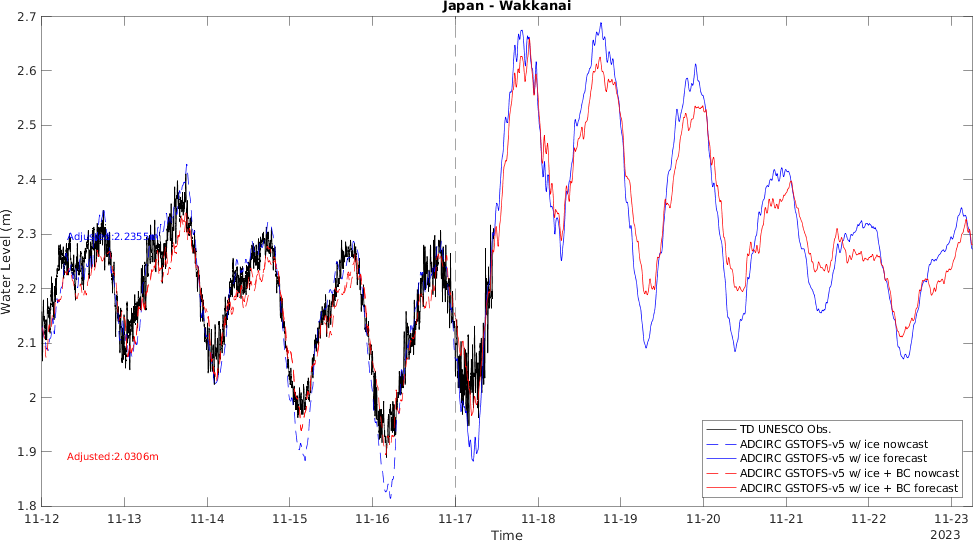 Japan - Wakkanai
2.7
2.6
2.5
2.4
2.3
2.2
2.1
2
1.9
1.8
Water Level (m)
Adjusted:2.2355m
Adjusted:2.0306m
TD UNESCO Obs.
ADCIRC GSTOFS-v5 w/ ice nowcast
ADCIRC GSTOFS-v5 w/ ice forecast
ADCIRC GSTOFS-v5 w/ ice + BC nowcast
ADCIRC GSTOFS-v5 w/ ice + BC forecast
11-12 11-13 11-14 11-15 11-16 11-17 11-18 11-19 11-20 11-21 11-22 11-23
Time
2023